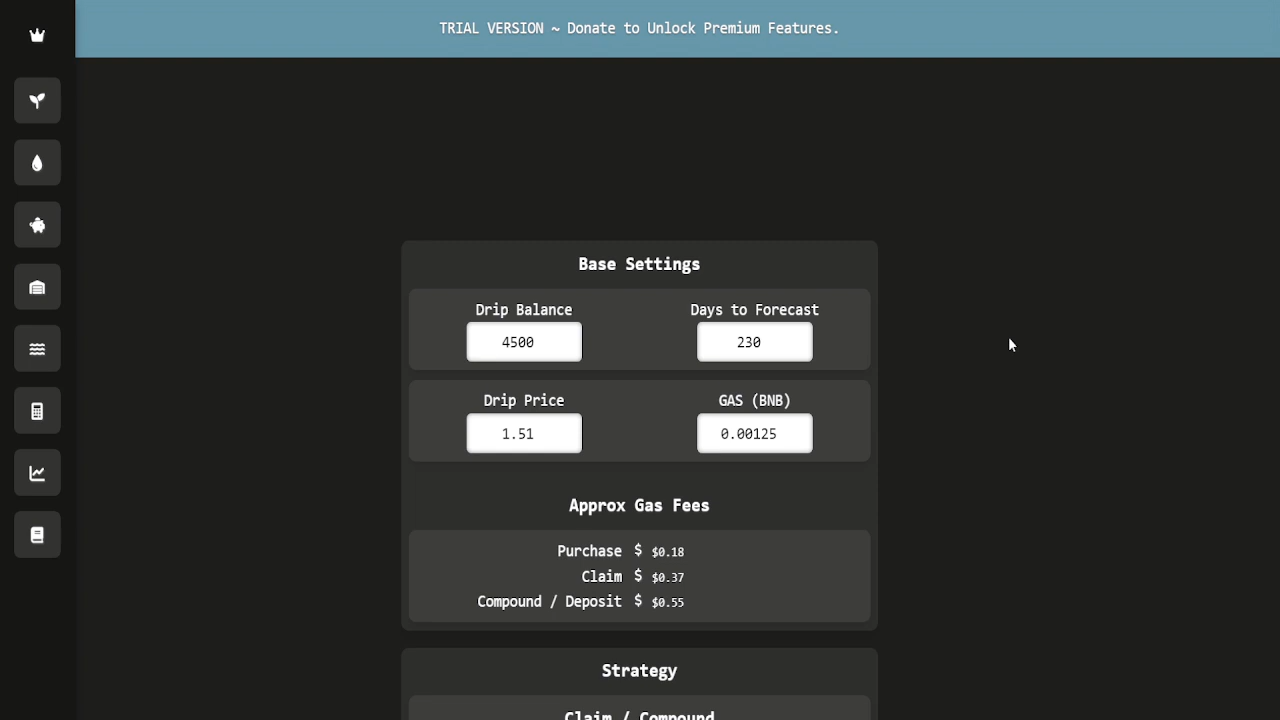 TRIAL VERSION ~ Donate to Unlock Premium Features.
Base Settings
Drip Balance Days to Forecast
4500 230
Drip Price GAS (BNB)
1.51 0.00125
Approx Gas Fees
Purchase $ $0.18
Claim $ $0.37
Compound / Deposit $ $0.55
Strategy
Claim / Compound